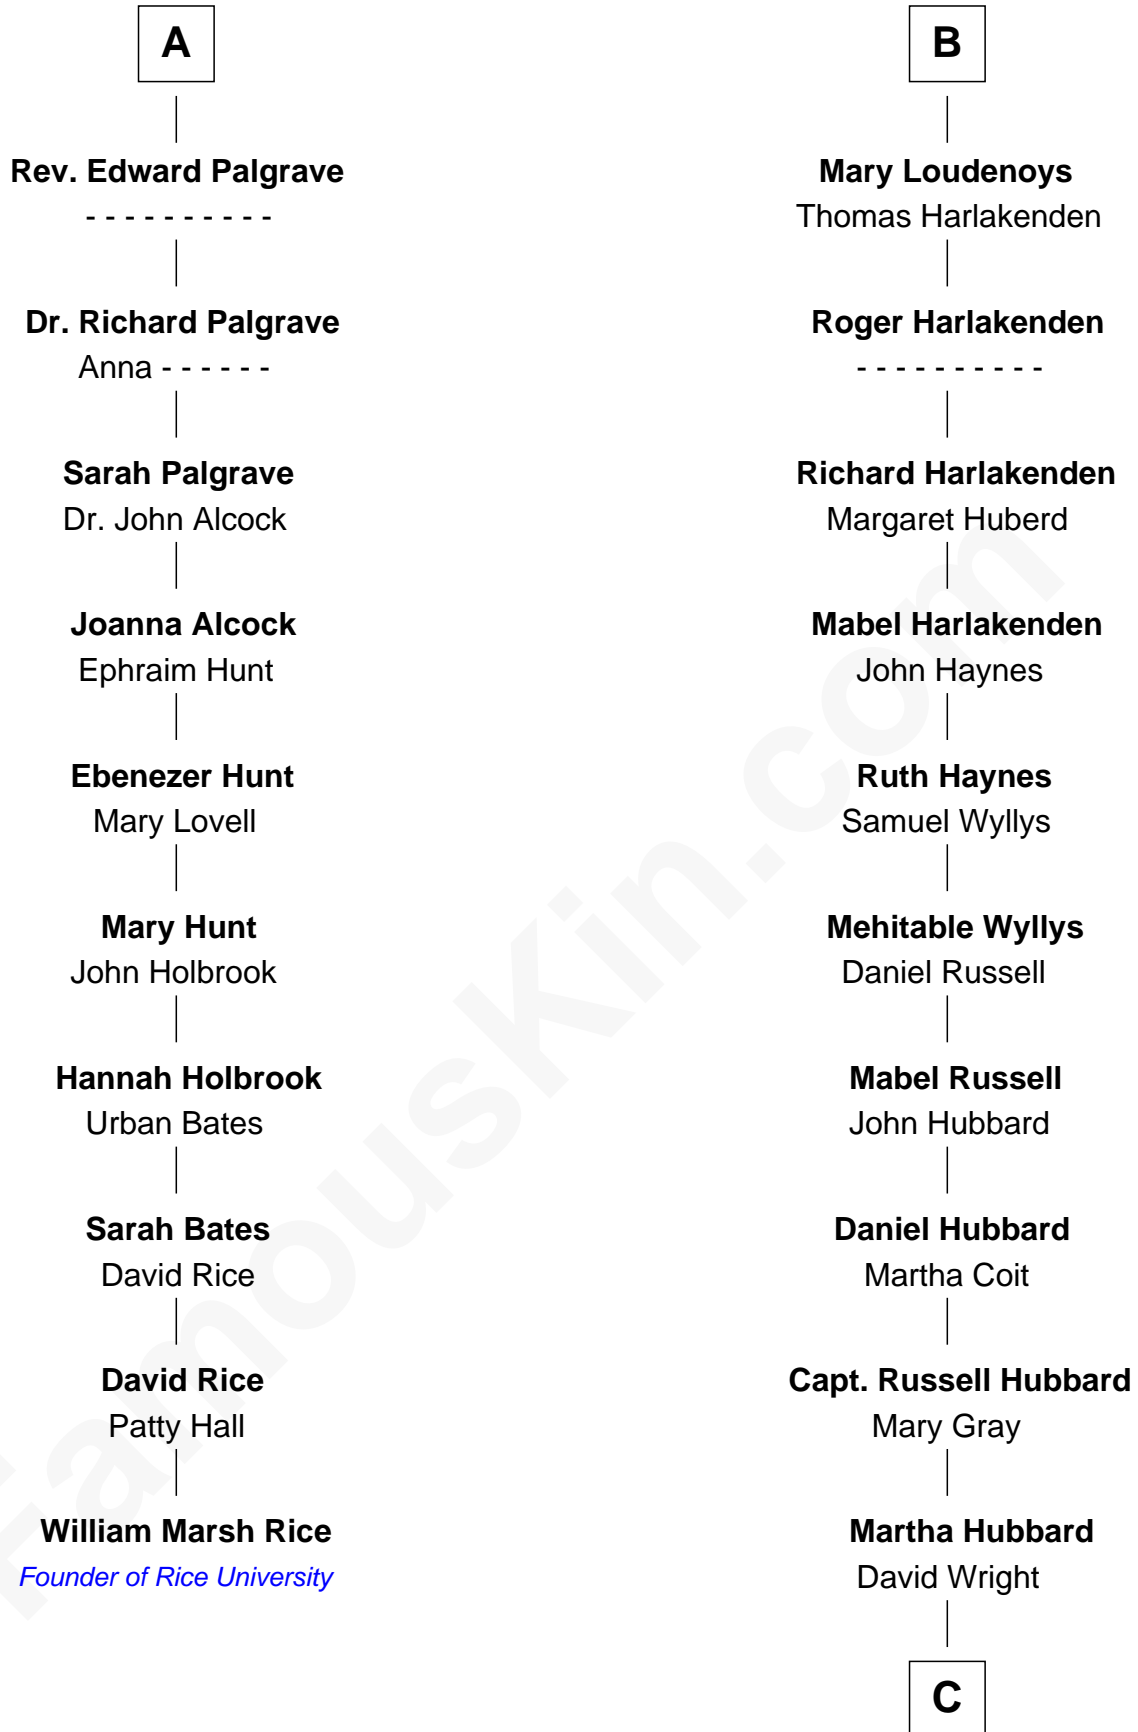 A
Rev. Edward Palgrave
- - - - - - - - - -
Dr. Richard Palgrave
Anna - - - - - -
Sarah Palgrave
Dr. John Alcock
Joanna Alcock
Ephraim Hunt
Ebenezer Hunt
Mary Lovell
Mary Hunt
John Holbrook
Hannah Holbrook
Urban Bates
Sarah Bates
David Rice
David Rice
Patty Hall
William Marsh Rice
Founder of Rice University
B
Mary Loudenoys
Thomas Harlakenden
Roger Harlakenden
- - - - - - - - - -
Richard Harlakenden
Margaret Huberd
Mabel Harlakenden
John Haynes
Ruth Haynes
Samuel Wyllys
Mehitable Wyllys
Daniel Russell
Mabel Russell
John Hubbard
Daniel Hubbard
Martha Coit
Capt. Russell Hubbard
Mary Gray
Martha Hubbard
David Wright
C
FamousKin.com